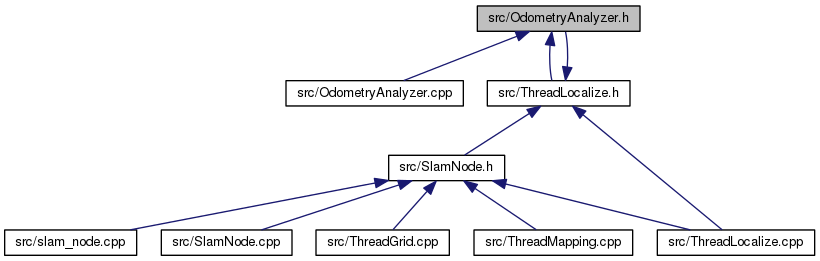 src/OdometryAnalyzer.h
src/OdometryAnalyzer.cpp
src/ThreadLocalize.h
src/SlamNode.h
src/slam_node.cpp
src/SlamNode.cpp
src/ThreadGrid.cpp
src/ThreadMapping.cpp
src/ThreadLocalize.cpp